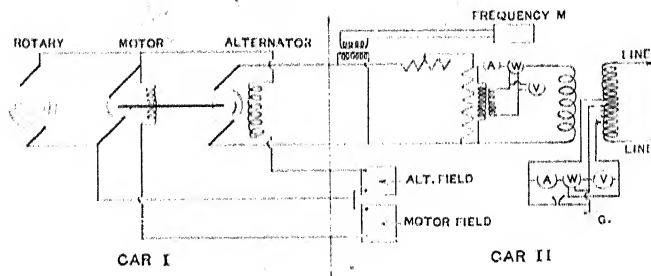 FREQUENCY M
ROTARY MOTOR ALTERNATOR
LINE
A W
V
LINE
A W V
ALT. FIELD
G.
MOTOR FIELD
CAR I CAR II